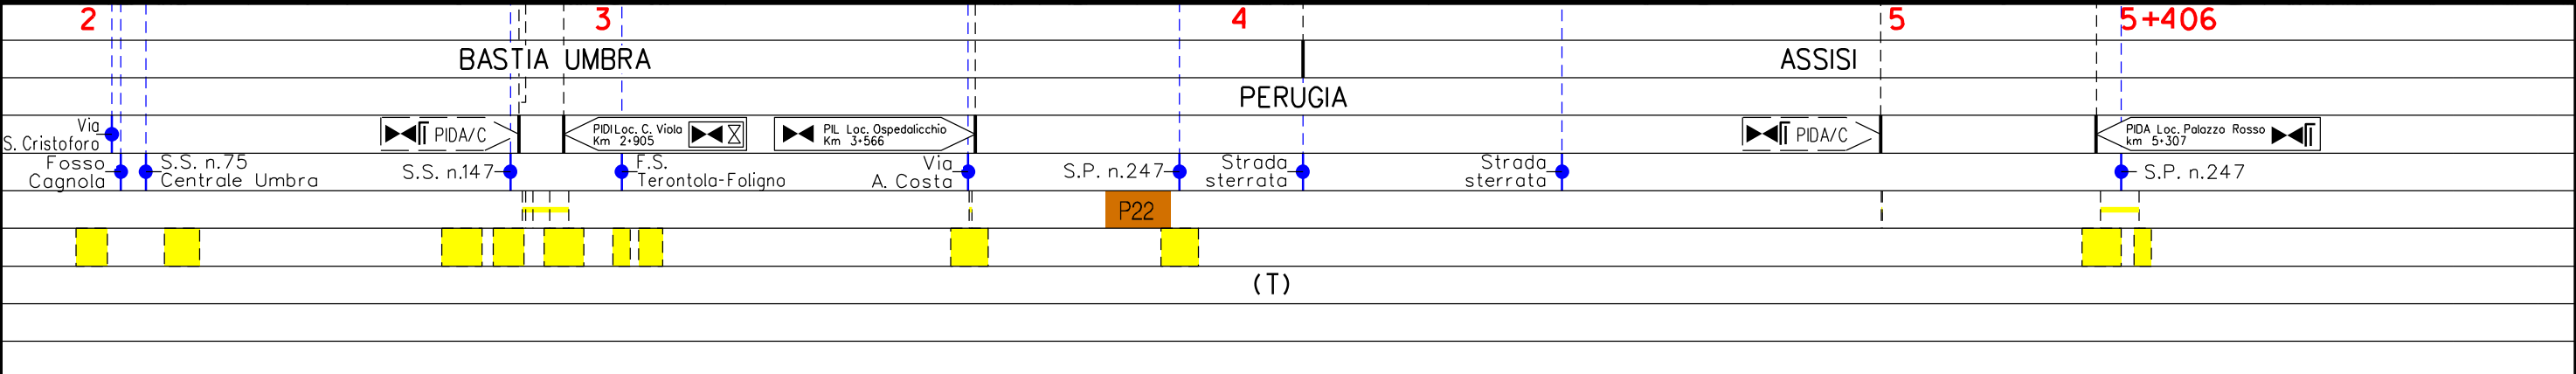 2 3 4 5 5+406
BASTIA UMBRA ASSISI
PERUGIA
Via
S. Cristoforo
PIDA/C
PIDI Loc. C. Viola
Km 2+905
PIL Loc. Ospedalicchio
Km 3+566
PIDA/C
PIDA Loc. Palazzo Rosso
km 5+307
Fosso
Cagnola
S.S. n.75
Centrale Umbra
S.S. n.147
F.S.
Terontola-Foligno
Via
A. Costa
S.P. n.247
Strada
sterrata
Strada
sterrata
S.P. n.247
P22
(T)